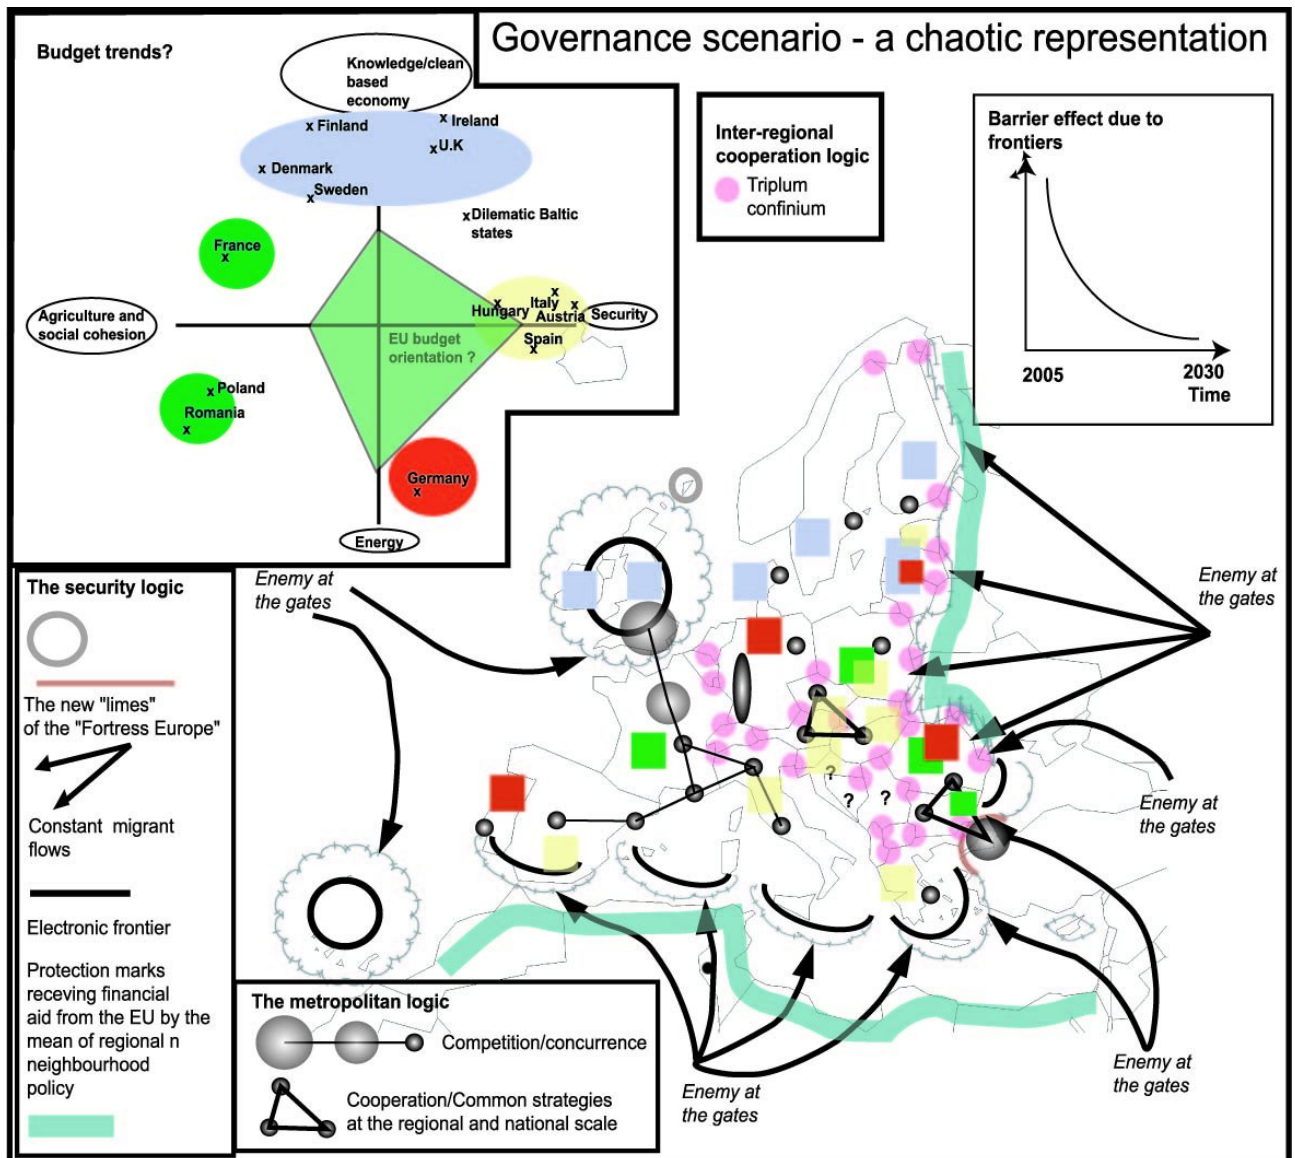 Governance scenario - a chaotic representation
Budget trends?
Knowledge/clean
based
economy
x Finland
x Ireland
x U.K
x Denmark
Sweden
x
x Dilematic Baltic
states
France
x
Agriculture and
social cohesion
x
Hungary
x
Italy
x
Austria
Security
Spain
x
EU budget
orientation ?
x Poland
Romania
x
Germany
x
Energy
Inter-regional
cooperation logic
Triplum
confinium
Barrier effect due to
frontiers
2005
2030
Time
Enemy at
the gates
Enemy at
the gates
Enemy at
the gates
Enemy at
the gates
Enemy at
the gates
?
?
?
The security logic
The new "limes"
of the "Fortress Europe"
Constant migrant
flows
Electronic frontier
Protection marks
receving financial
aid from the EU by the
mean of regional n
neighbourhood
policy
The metropolitan logic
Competition/concurrence
Cooperation/Common strategies
at the regional and national scale